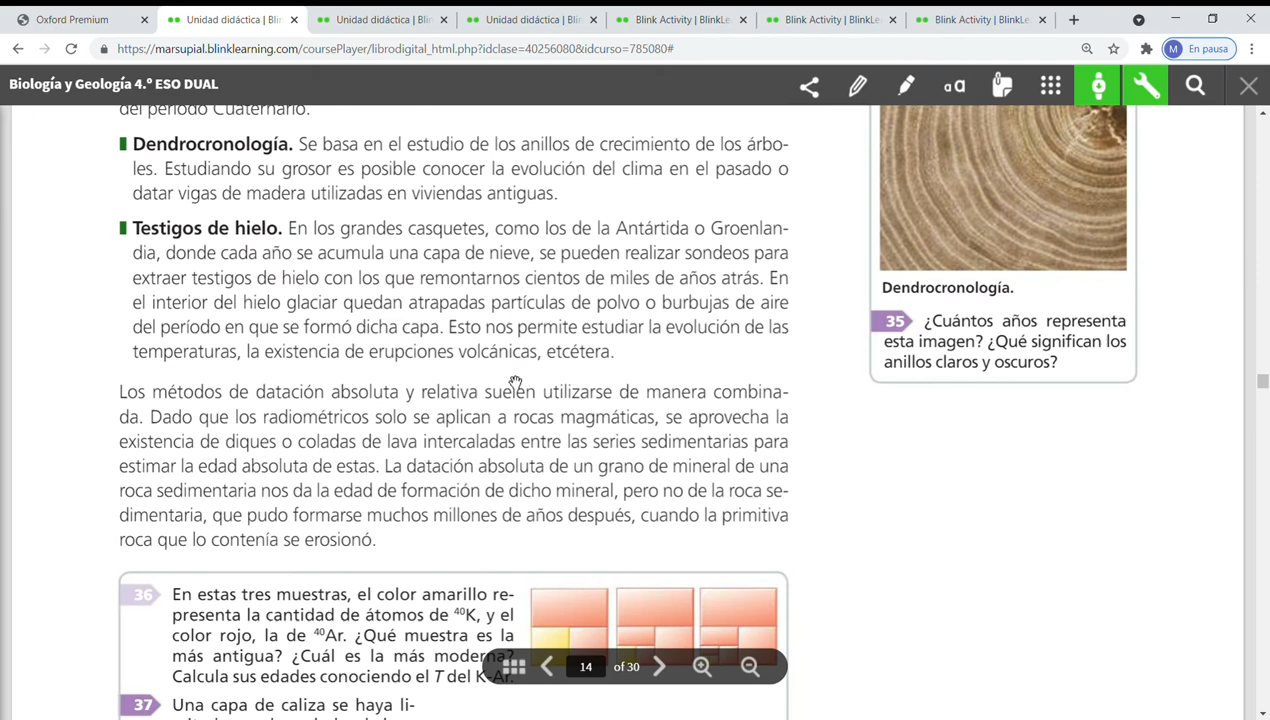 Oxford Premium
Unidad didáctica | Blin
Unidad didáctica | Blin
Unidad didáctica | Blin
Blink Activity | BlinkLe
Blink Activity | BlinkLe
Blink Activity | BlinkLe
https://marsupial.blinklearning.com/coursePlayer/librodigital_html.php?idclase=40256080&idcurso=785080#
M En pausa
Biología y Geología 4.º ESO DUAL
aa
del período Cuaternario.
Dendrocronología. Se basa en el estudio de los anillos de crecimiento de los árbo-
les. Estudiando su grosor es posible conocer la evolución del clima en el pasado o
datar vigas de madera utilizadas en viviendas antiguas.
Testigos de hielo. En los grandes casquetes, como los de la Antártida o Groenlan-
dia, donde cada año se acumula una capa de nieve, se pueden realizar sondeos para
extraer testigos de hielo con los que remontarnos cientos de miles de años atrás. En
el interior del hielo glaciar quedan atrapadas partículas de polvo o burbujas de aire
del período en que se formó dicha capa. Esto nos permite estudiar la evolución de las
temperaturas, la existencia de erupciones volcánicas, etcétera.
Los métodos de datación absoluta y relativa suelen utilizarse de manera combina-
da. Dado que los radiométricos solo se aplican a rocas magmáticas, se aprovecha la
existencia de diques o coladas de lava intercaladas entre las series sedimentarias para
estimar la edad absoluta de estas. La datación absoluta de un grano de mineral de una
roca sedimentaria nos da la edad de formación de dicho mineral, pero no de la roca se-
dimentaria, que pudo formarse muchos millones de años después, cuando la primitiva
roca que lo contenía se erosionó.
Dendrocronología.
35 ¿Cuántos años representa
esta imagen? ¿Qué significan los
anillos claros y oscuros?
36 En estas tres muestras, el color amarillo re-
presenta la cantidad de átomos de ⁴⁰K, y el
color rojo, la de ⁴⁰Ar. ¿Qué muestra es la
más antigua? ¿Cuál es la más moderna?
Calcula sus edades conociendo el T del K-Ar.
37 Una capa de caliza se haya li-
14 of 30